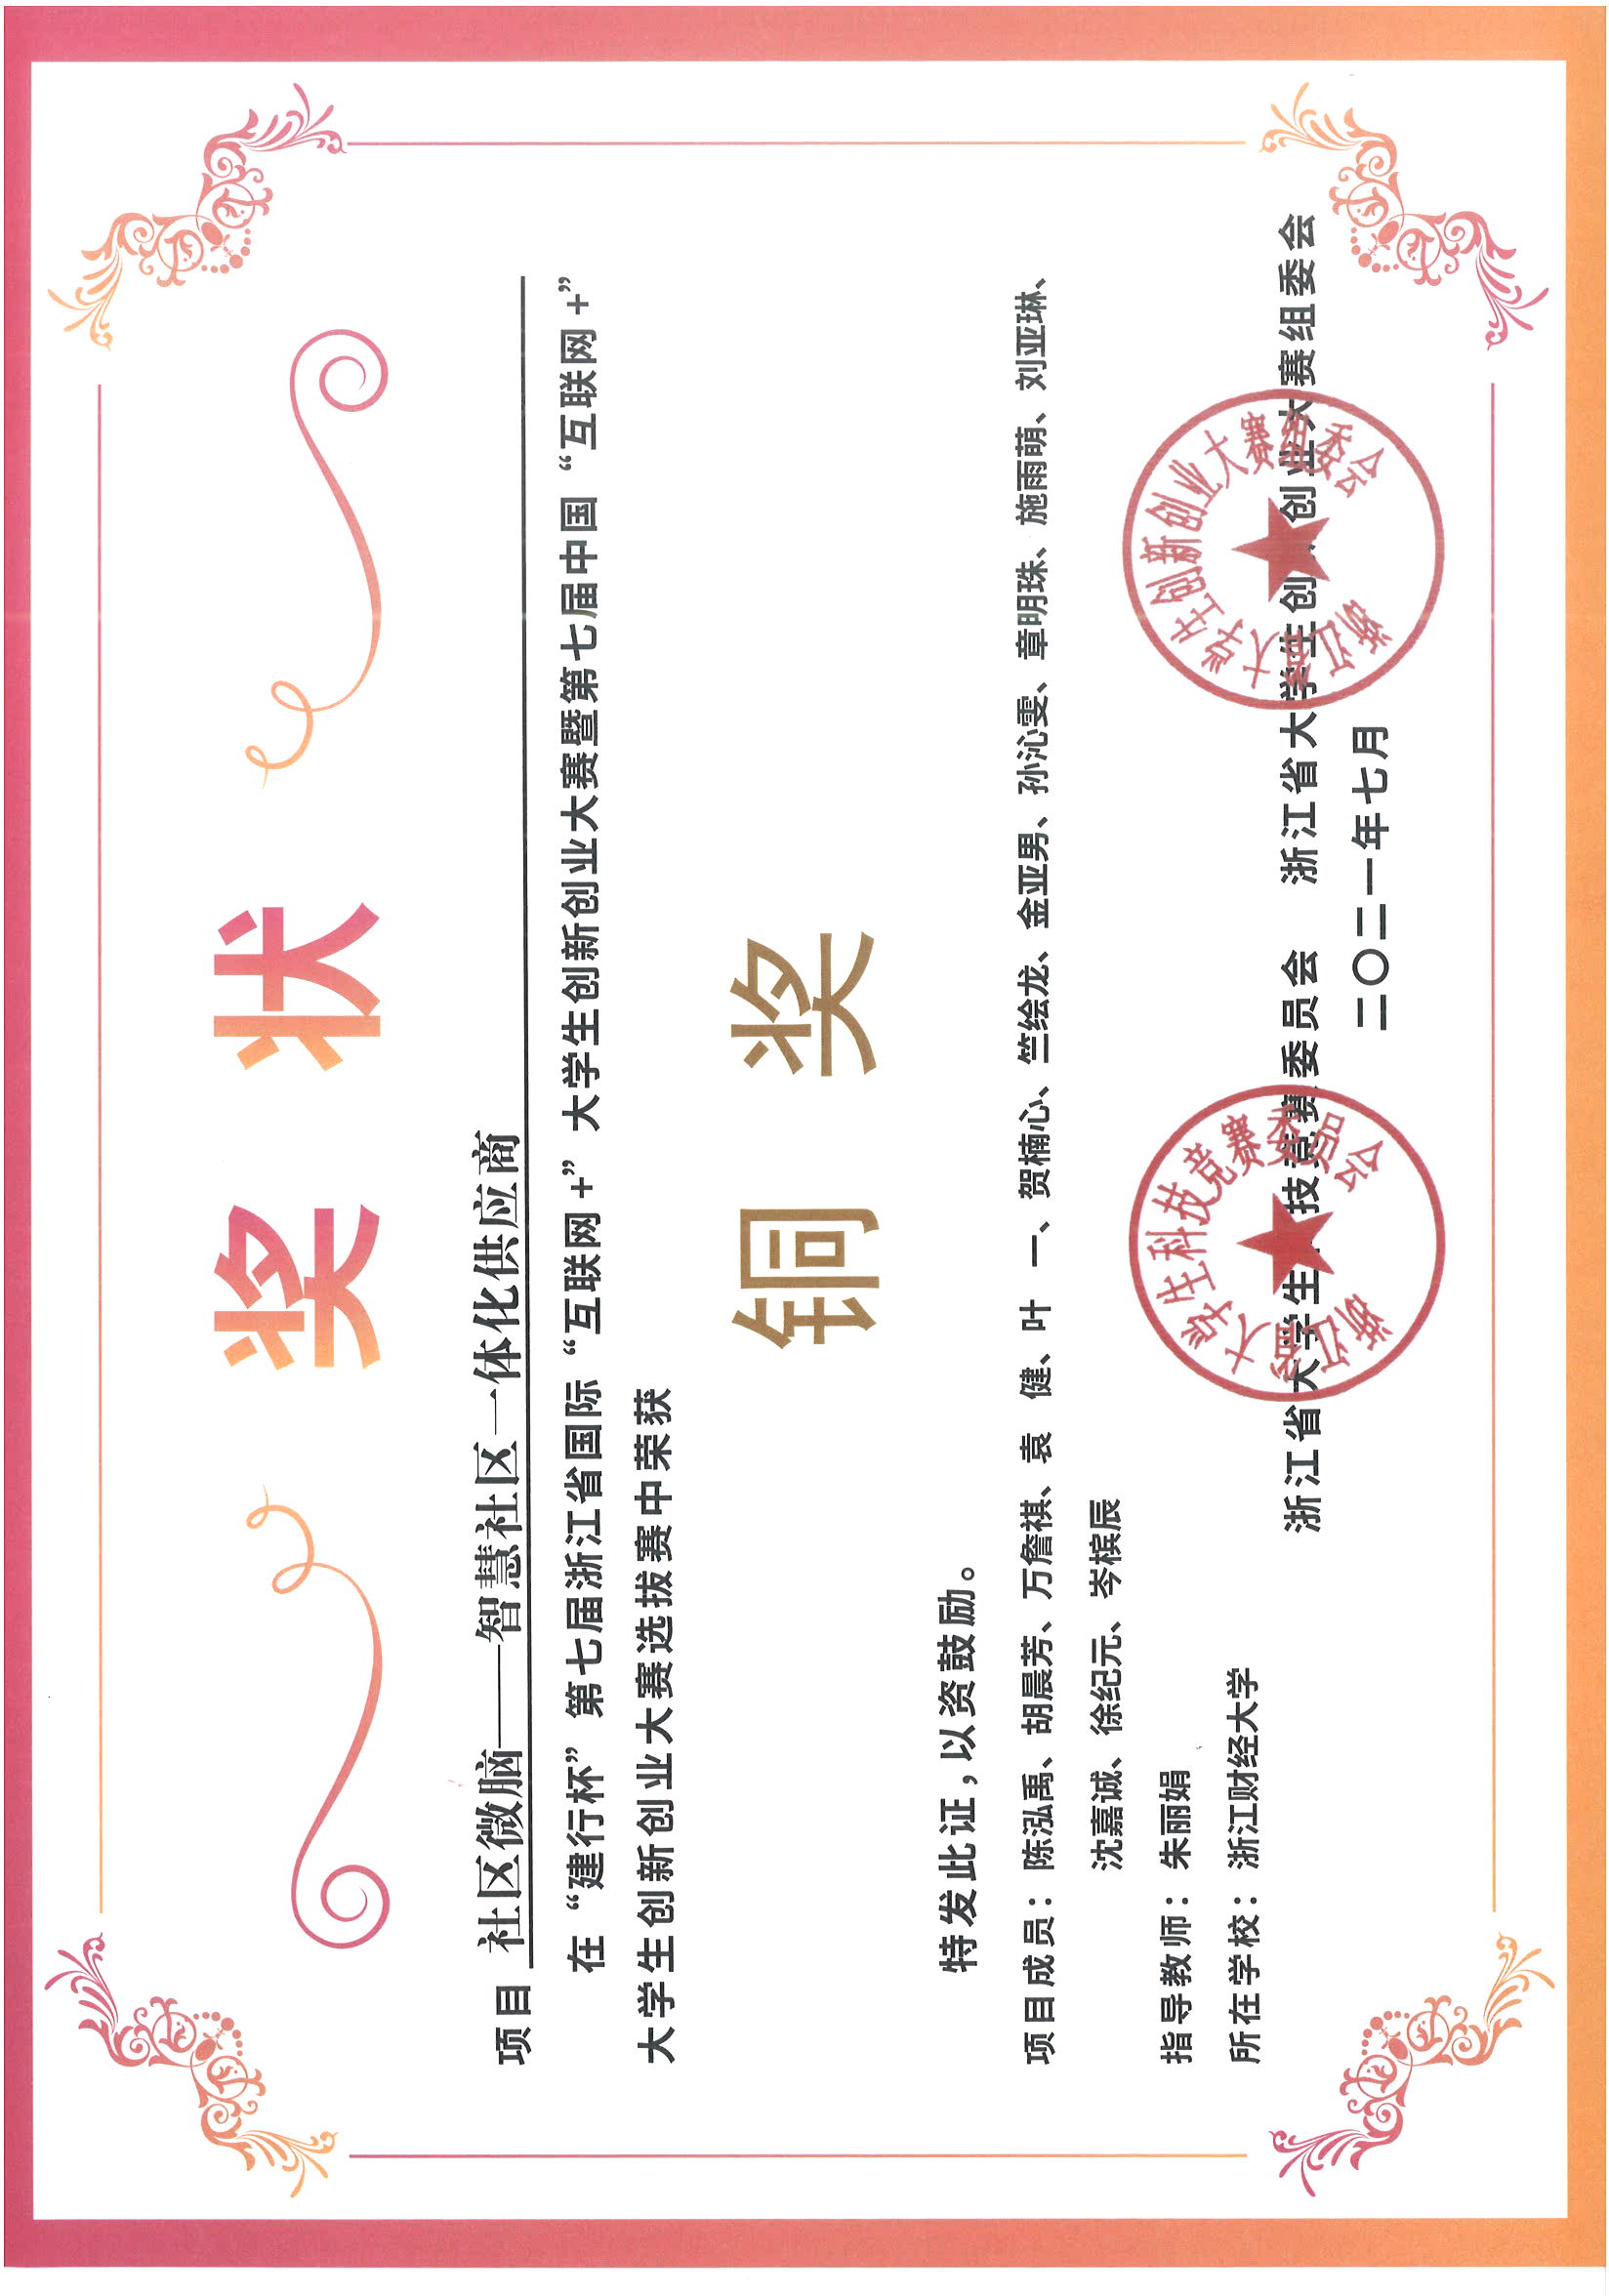 奖 状
项目 社区微脑——智慧社区一体化供应商
在“建行杯”第七届浙江省国际“互联网+”大学生创新创业大赛暨第七届中国“互联网+”
大学生创新创业大赛选拔赛中荣获
铜 奖
特发此证，以资鼓励。
项目成员：陈泓禹、胡晨芳、万詹祺、袁 健、叶 一、贺楠心、竺绘龙、金亚男、孙沁雯、章明珠、施雨萌、刘亚琳、
沈嘉诚、徐纪元、岑槟辰
指导教师：朱丽娟
所在学校：浙江财经大学
浙江省大学生科技竞赛委员会 浙江省大学生创新创业大赛组委会
二〇二一年七月
浙江省大学生科技竞赛委员会
浙江省大学生创新创业大赛组委会